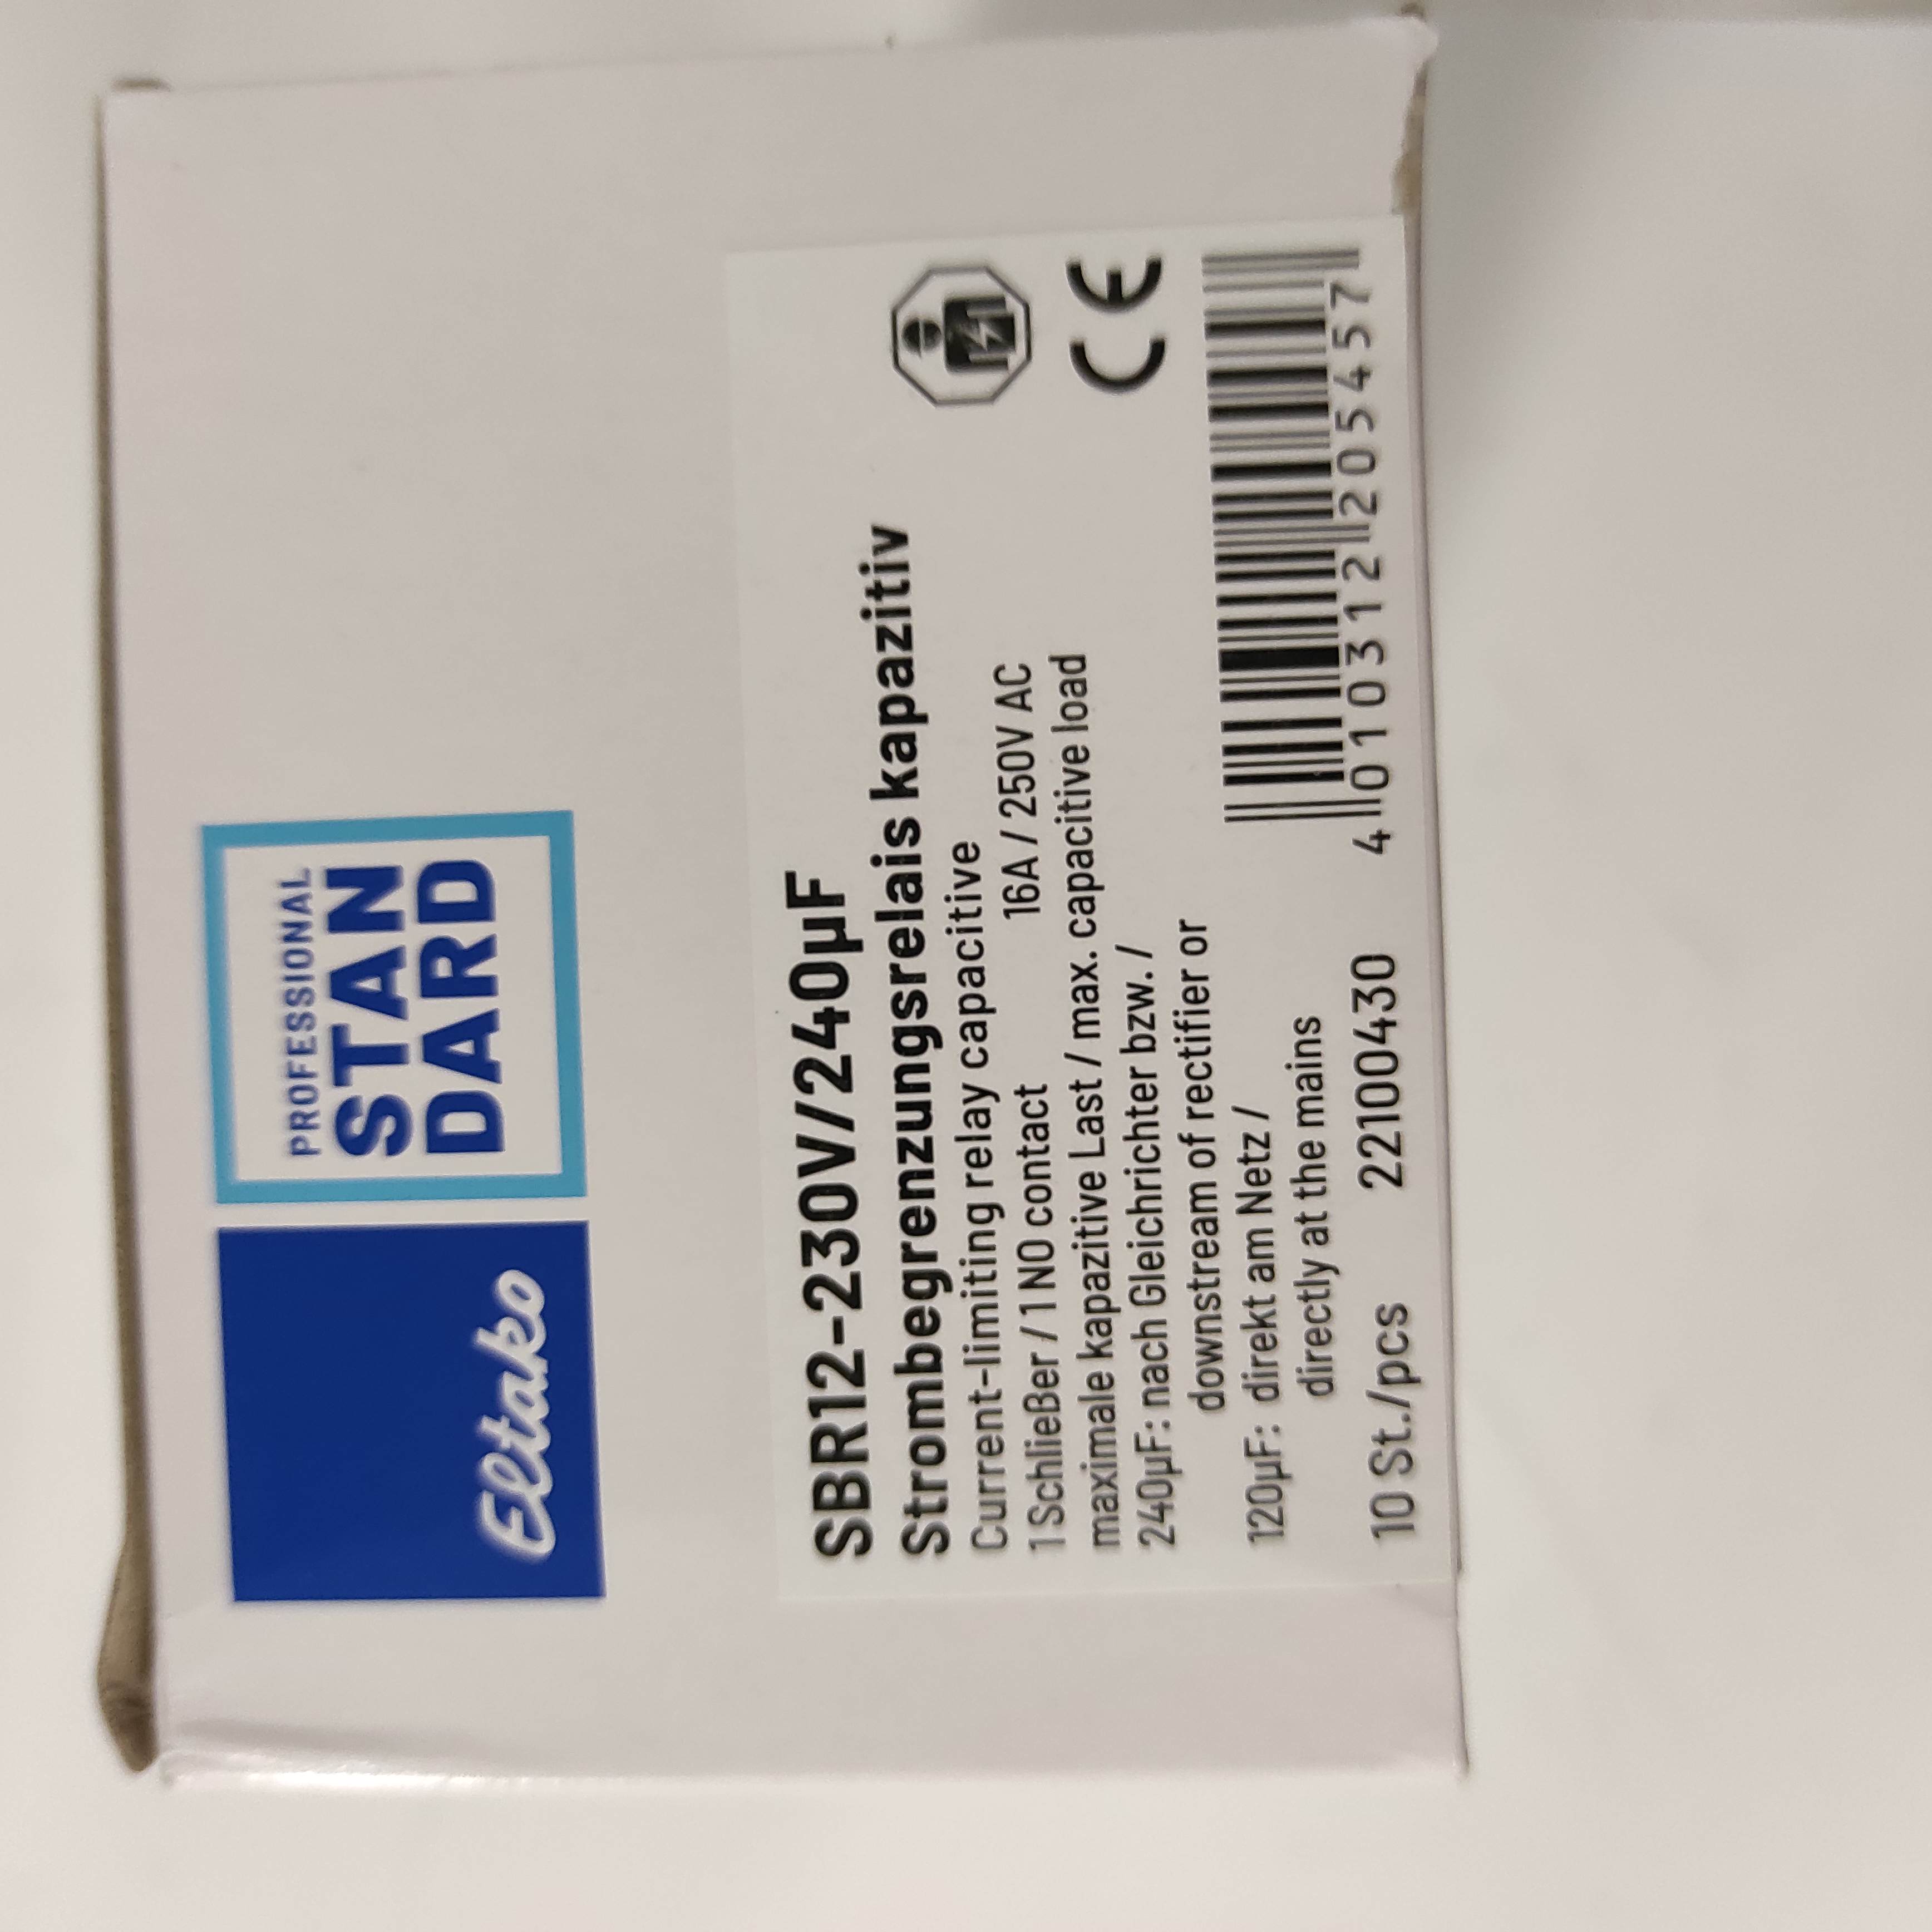 Eltako
PROFESSIONAL
STAN
DARD
SBR12-230V/240µF
Strombegrenzungsrelais kapazitiv
Current-limiting relay capacitive
1 Schließer / 1 NO contact 16A / 250V AC
maximale kapazitive Last / max. capacitive load
240µF: nach Gleichrichter bzw. /
downstream of rectifier or
120µF: direkt am Netz /
directly at the mains
CE
10 St./pcs 22100430
4 010312 205457